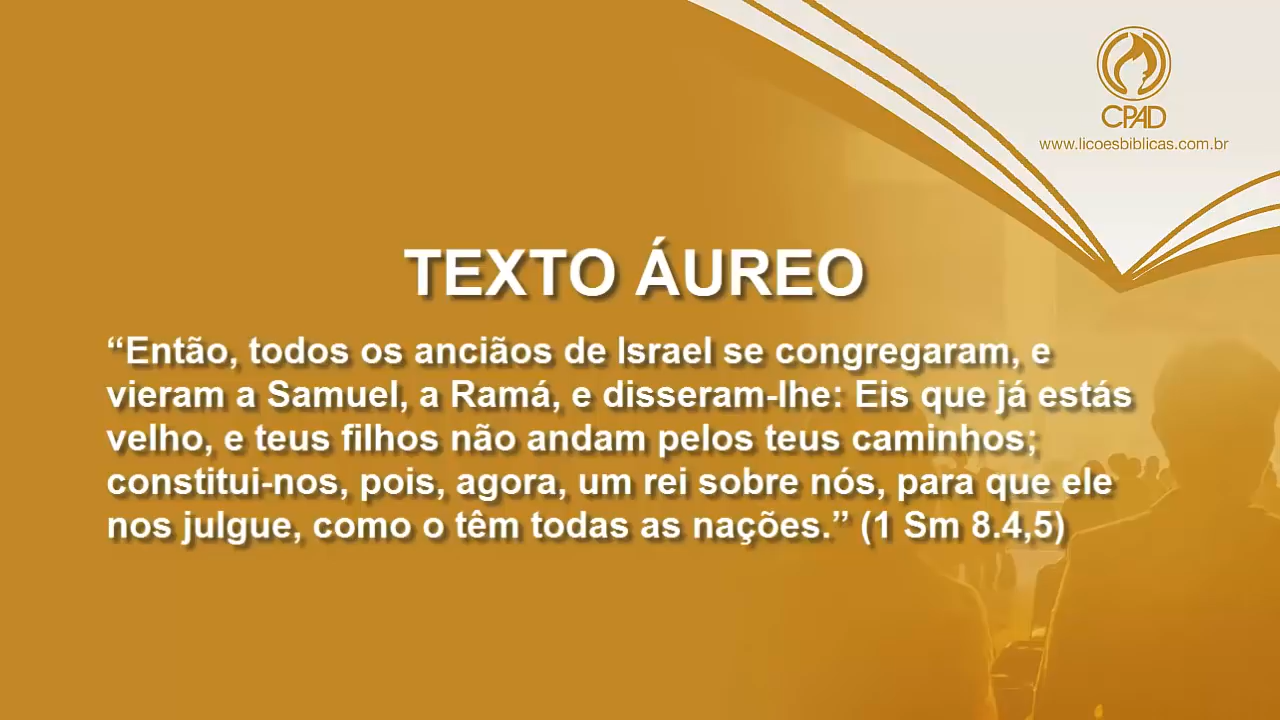 CPAD
www.licoesbiblicas.com.br
TEXTO ÁUREO
“Então, todos os anciãos de Israel se congregaram, e
vieram a Samuel, a Ramá, e disseram-lhe: Eis que já estás
velho, e teus filhos não andam pelos teus caminhos;
constitui-nos, pois, agora, um rei sobre nós, para que ele
nos julgue, como o têm todas as nações.” (1 Sm 8.4,5)